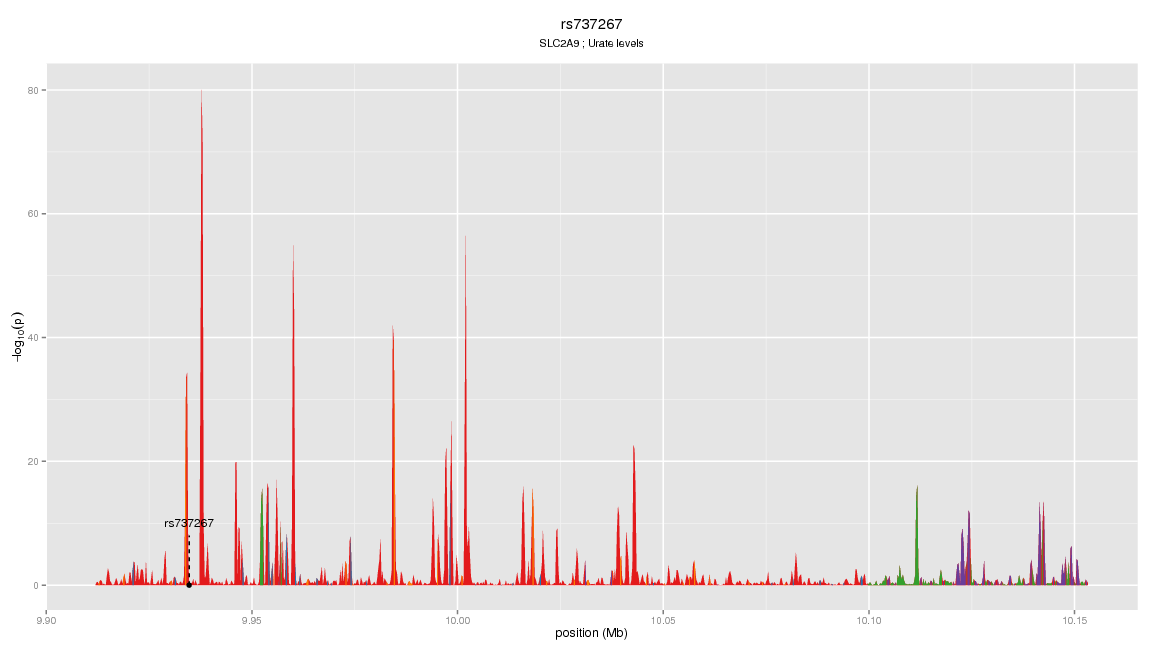 rs737267
SLC2A9 ; Urate levels
−log10(p)
80
60
40
20
0
rs737267
9.90 9.95 10.00 10.05 10.10 10.15
position (Mb)